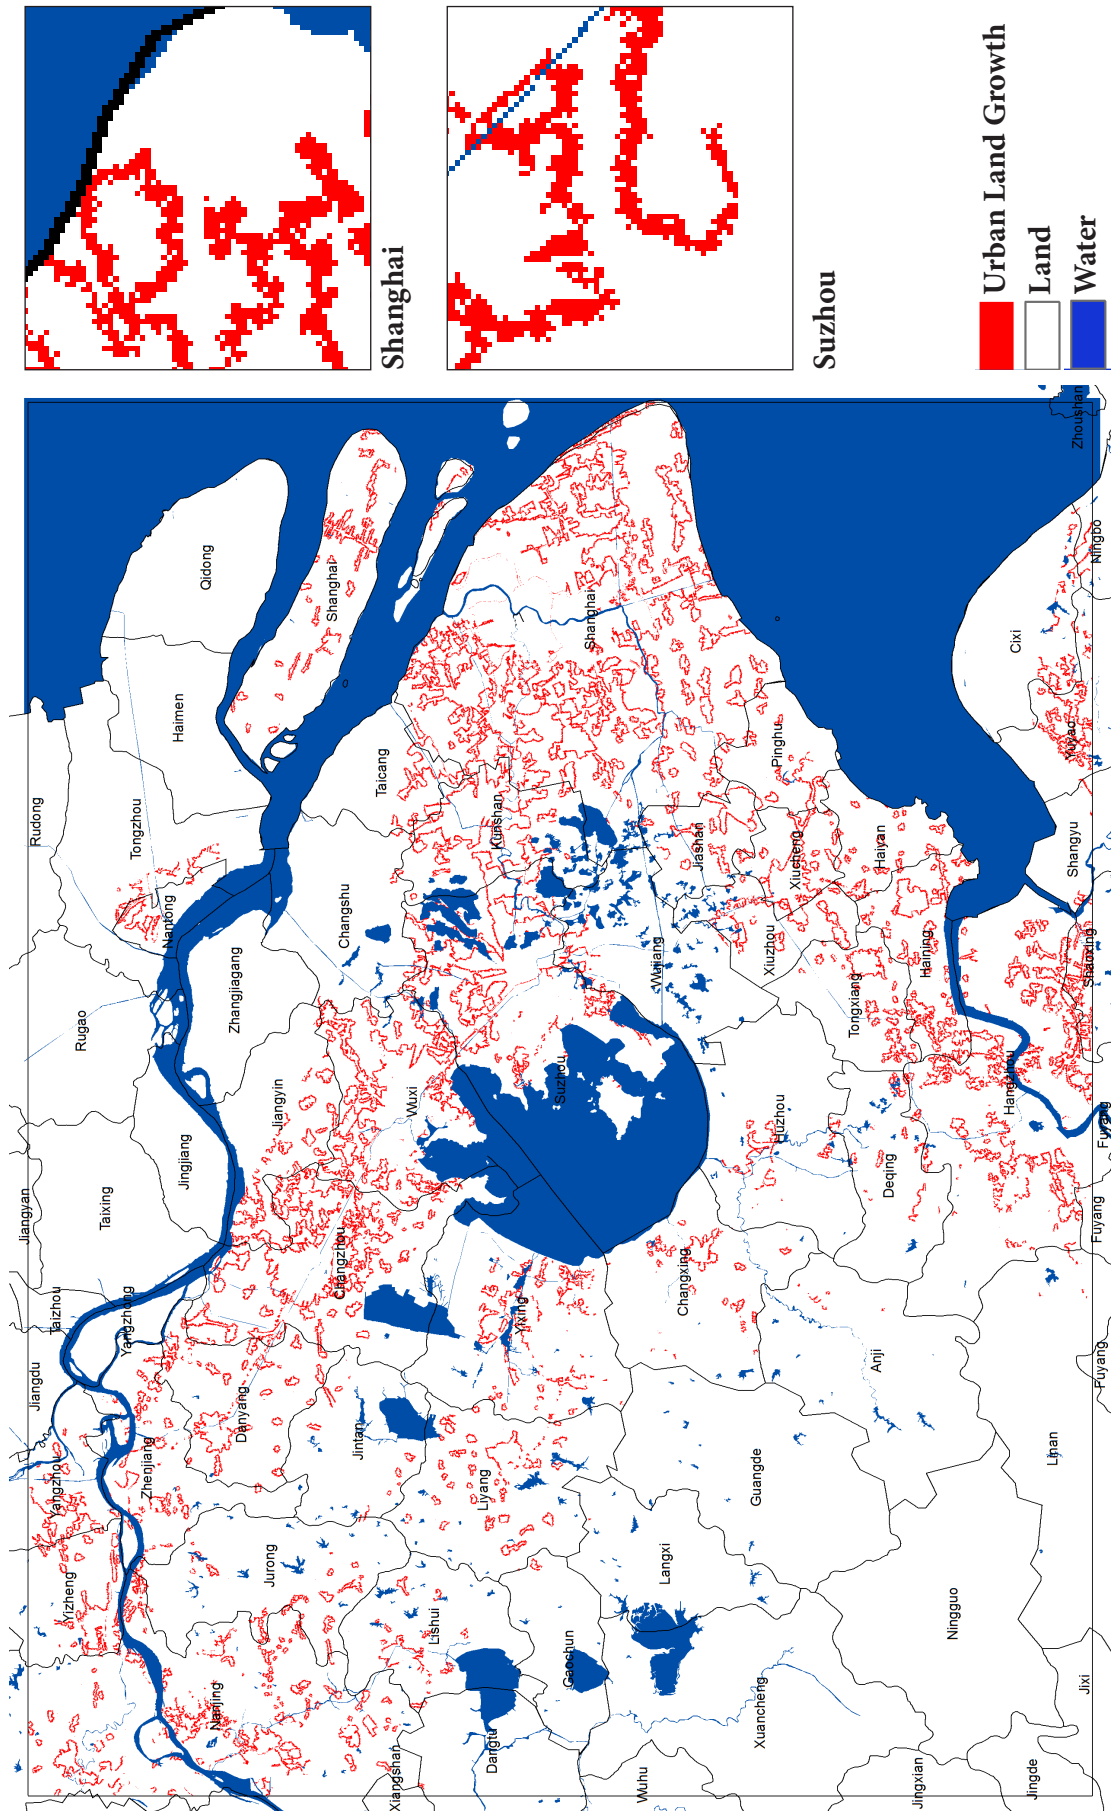 Shanghai
Suzhou
Urban Land Growth
Land
Water
Rudong
Tongzhou
Haimen
Qidong
Shanghai
Rugao
Nantong
Zhangjiagang
Changshu
Taicang
Kunshan
Shanghai
Jiangyan
Taixing
Jingjiang
Jiangyin
Wuxi
Suzhou
Wujiang
Jiashan
Pinghu
Xiucheng
Xiuzhou
Haiyan
Tongxiang
Haining
Hangzhou
Shaoxing
Shangyu
Yuyao
Cixi
Ningbo
Zhoushan
Taizhou
Yangzhong
Jiangdu
Yangzhou
Zhenjiang
Danyang
Changzhou
Jintan
Yixing
Liyang
Changxing
Huzhou
Deqing
Anji
Fuyang
Fuyang
Fuyang
Linan
Guangde
Yizheng
Jurong
Lishui
Nanjing
Gaochun
Langxi
Dangtu
Xiangshan
Wuhu
Xuancheng
Ningguo
Jixi
Jingxian
Jingde